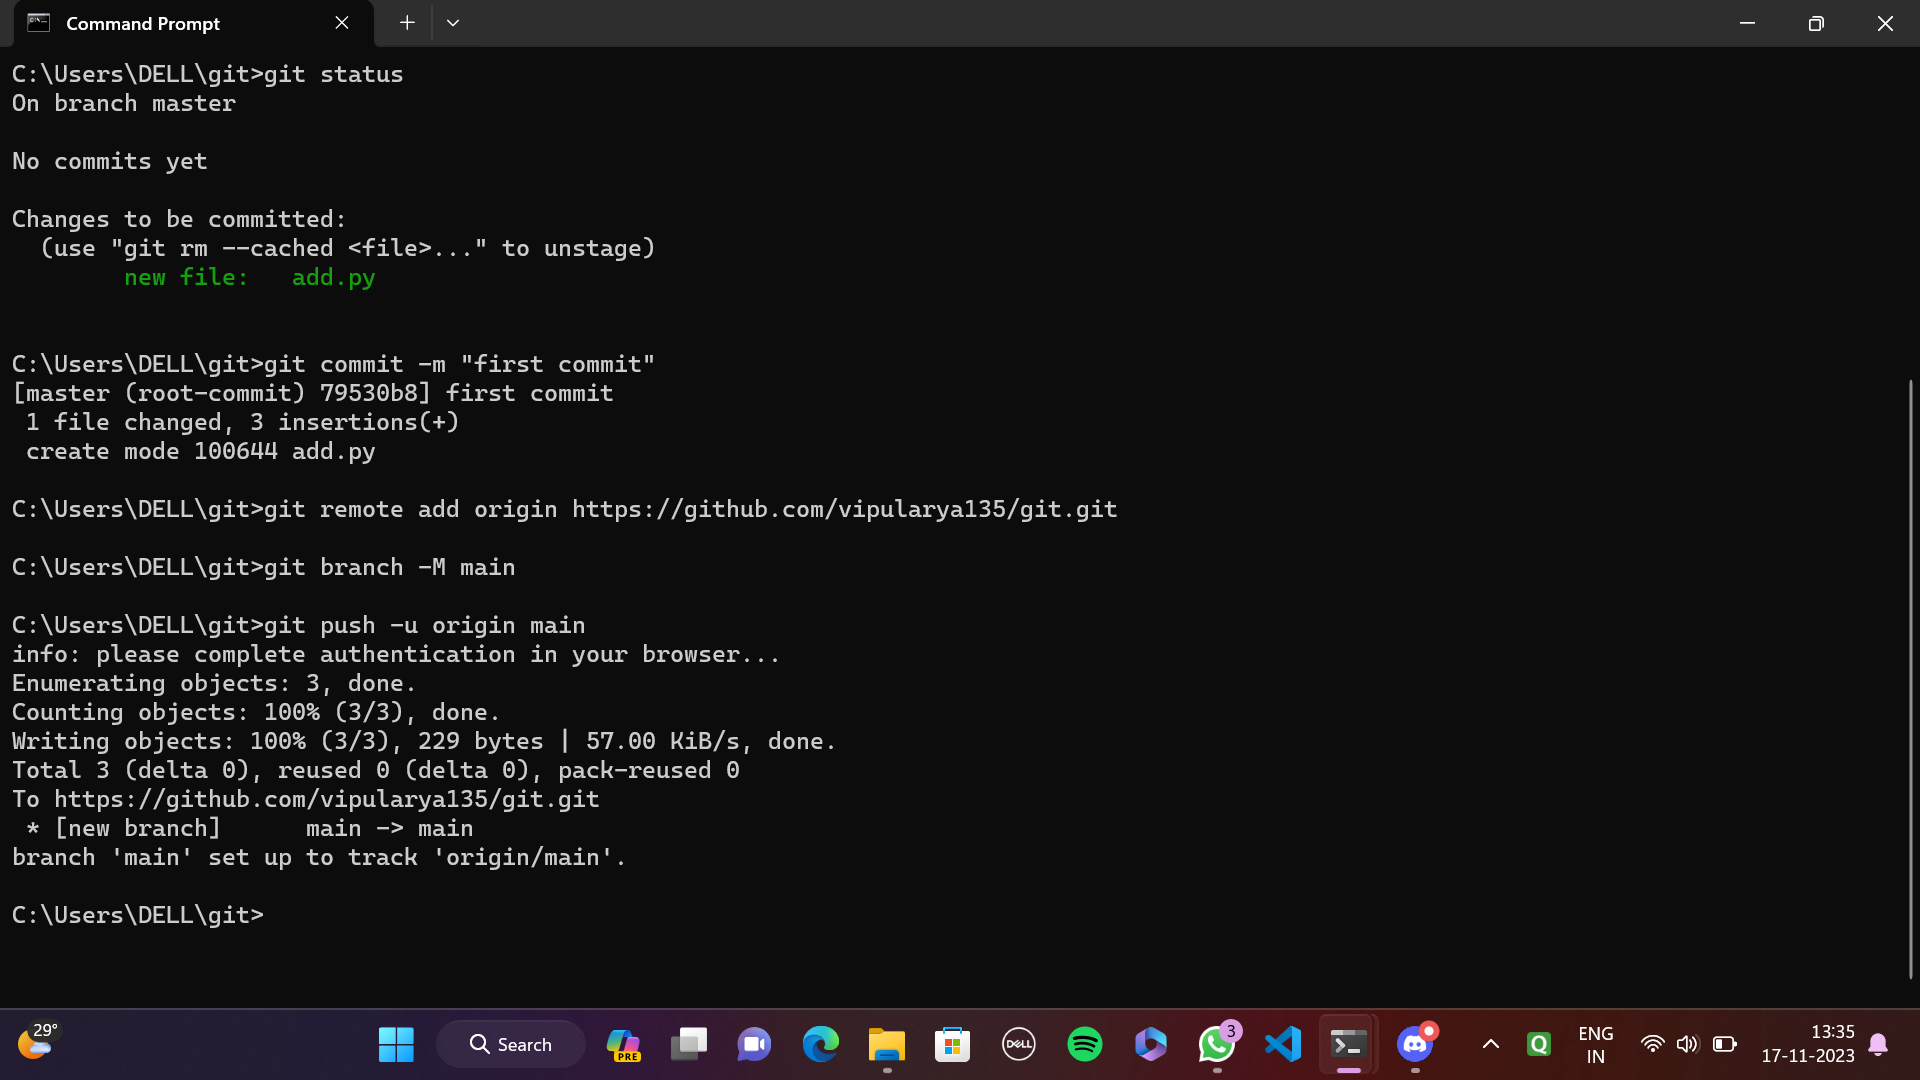 Command Prompt
C:\Users\DELL\git>git status
On branch master
No commits yet
Changes to be committed:
  (use "git rm --cached <file>..." to unstage)
        new file:   add.py
C:\Users\DELL\git>git commit -m "first commit"
[master (root-commit) 79530b8] first commit
 1 file changed, 3 insertions(+)
 create mode 100644 add.py
C:\Users\DELL\git>git remote add origin https://github.com/vipularya135/git.git
C:\Users\DELL\git>git branch -M main
C:\Users\DELL\git>git push -u origin main
info: please complete authentication in your browser...
Enumerating objects: 3, done.
Counting objects: 100% (3/3), done.
Writing objects: 100% (3/3), 229 bytes | 57.00 KiB/s, done.
Total 3 (delta 0), reused 0 (delta 0), pack-reused 0
To https://github.com/vipularya135/git.git
 * [new branch]      main -> main
branch 'main' set up to track 'origin/main'.
C:\Users\DELL\git>
29°
Search
PRE
DELL
3
Q
ENG
IN
13:35
17-11-2023